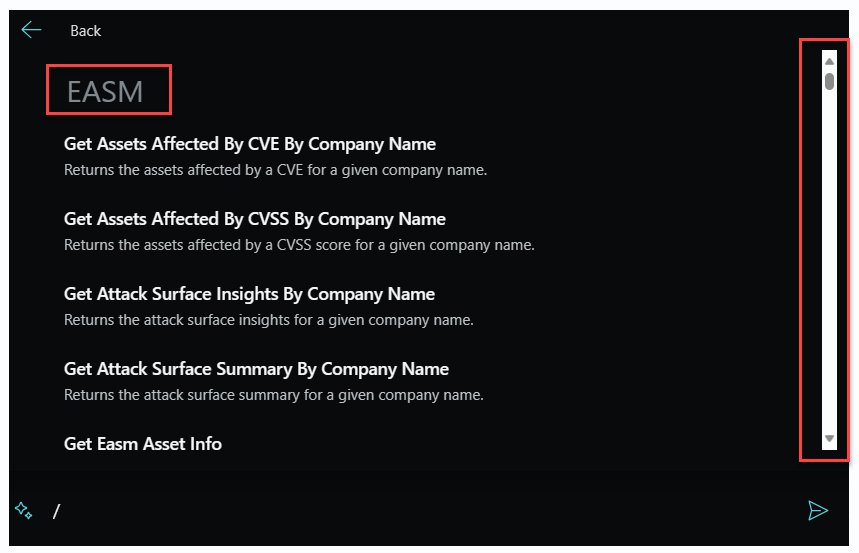 Back
EASM
Get Assets Affected By CVE By Company Name
Returns the assets affected by a CVE for a given company name.
Get Assets Affected By CVSS By Company Name
Returns the assets affected by a CVSS score for a given company name.
Get Attack Surface Insights By Company Name
Returns the attack surface insights for a given company name.
Get Attack Surface Summary By Company Name
Returns the attack surface summary for a given company name.
Get Easm Asset Info
/